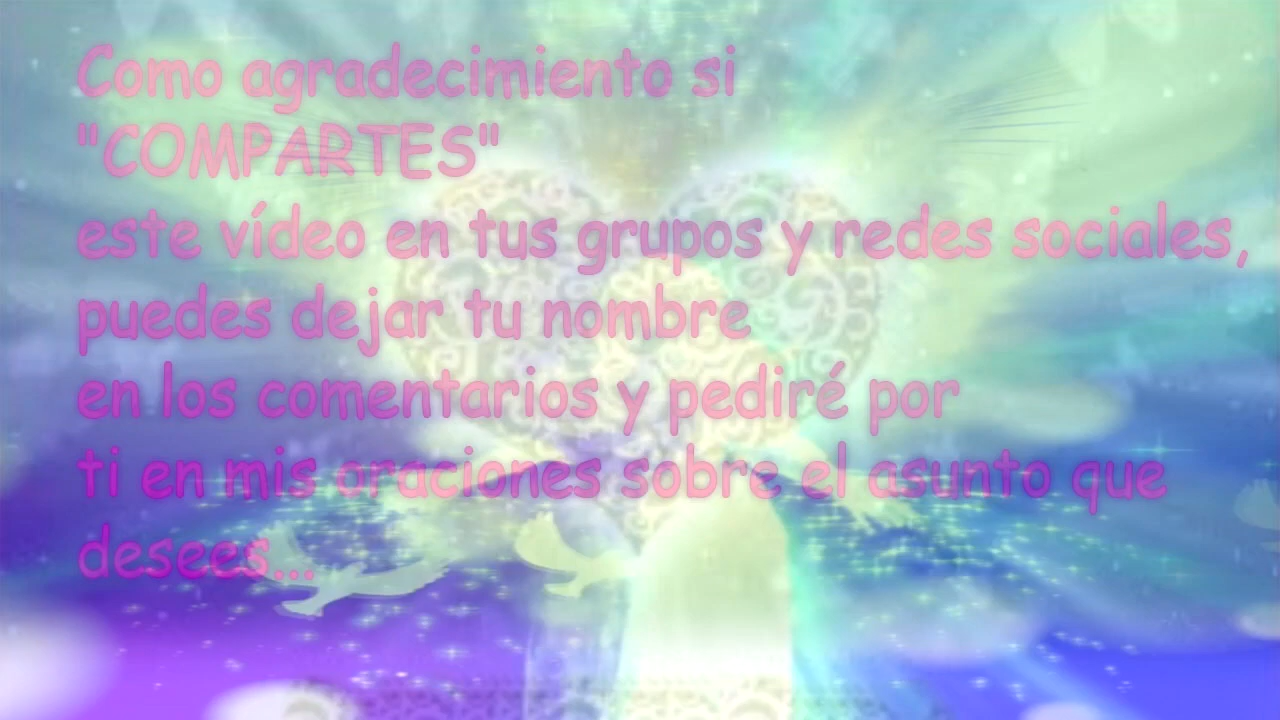 Como agradecimiento si
"COMPARTES"
este vídeo en tus grupos y redes sociales,
puedes dejar tu nombre
en los comentarios y pediré por
ti en mis oraciones sobre el asunto que
desees...